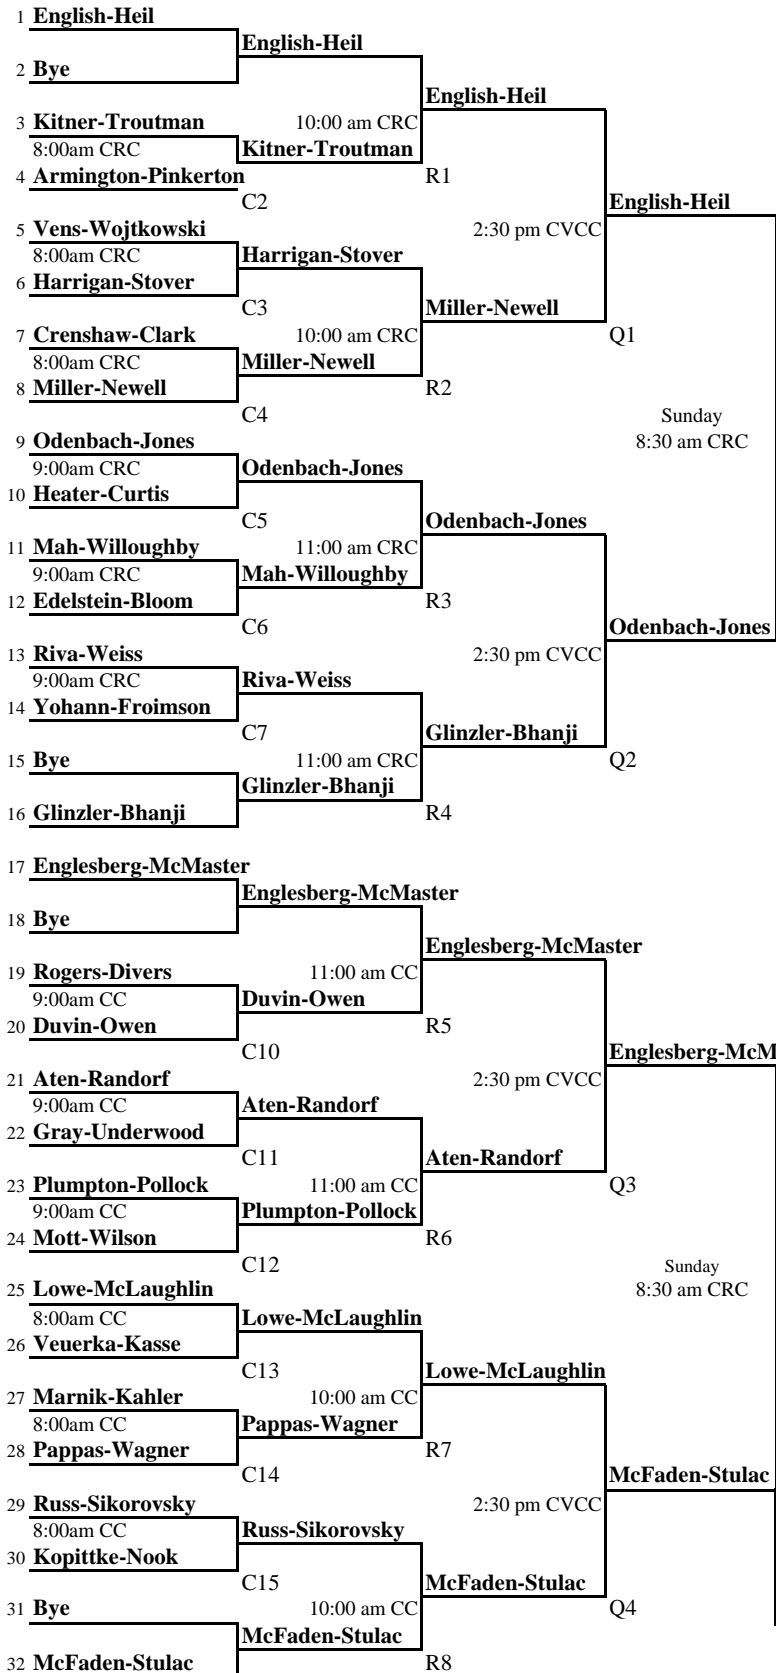 1 English-Heil
English-Heil
2 Bye
English-Heil
3 Kitner-Troutman 10:00 am CRC
8:00am CRC Kitner-Troutman
4 Armington-Pinkerton R1
C2 English-Heil
5 Vens-Wojtkowski 2:30 pm CVCC
8:00am CRC Harrigan-Stover
6 Harrigan-Stover
C3 Miller-Newell
7 Crenshaw-Clark 10:00 am CRC Q1
8:00am CRC Miller-Newell
8 Miller-Newell R2
C4 Sunday
9 Odenbach-Jones 8:30 am CRC
9:00am CRC Odenbach-Jones
10 Heater-Curtis
C5 Odenbach-Jones
11 Mah-Willoughby 11:00 am CRC
9:00am CRC Mah-Willoughby
12 Edelstein-Bloom R3
C6 Odenbach-Jones
13 Riva-Weiss 2:30 pm CVCC
9:00am CRC Riva-Weiss
14 Yohann-Froimson
C7 Glinzler-Bhanji
15 Bye 11:00 am CRC Q2
Glinzler-Bhanji
16 Glinzler-Bhanji R4
17 Englesberg-McMaster
Englesberg-McMaster
18 Bye
Englesberg-McMaster
19 Rogers-Divers 11:00 am CC
9:00am CC Duvin-Owen
20 Duvin-Owen R5
C10 Englesberg-McM
21 Aten-Randorf 2:30 pm CVCC
9:00am CC Aten-Randorf
22 Gray-Underwood
C11 Aten-Randorf
23 Plumpton-Pollock 11:00 am CC Q3
9:00am CC Plumpton-Pollock
24 Mott-Wilson R6
C12 Sunday
25 Lowe-McLaughlin 8:30 am CRC
8:00am CC Lowe-McLaughlin
26 Veuerka-Kasse
C13 Lowe-McLaughlin
27 Marnik-Kahler 10:00 am CC
8:00am CC Pappas-Wagner
28 Pappas-Wagner R7
C14 McFaden-Stulac
29 Russ-Sikorovsky 2:30 pm CVCC
8:00am CC Russ-Sikorovsky
30 Kopittke-Nook
C15 McFaden-Stulac
31 Bye 10:00 am CC Q4
McFaden-Stulac
32 McFaden-Stulac R8